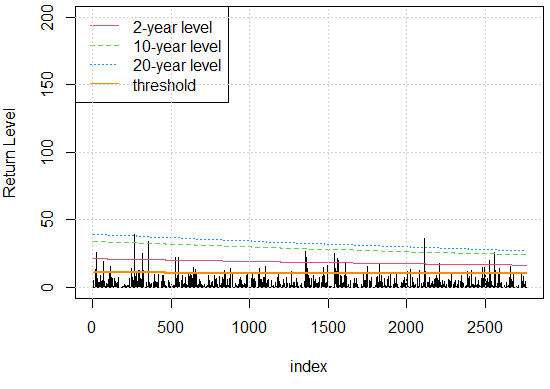 200
150
100
50
0
Return Level
2-year level
10-year level
20-year level
threshold
0 500 1000 1500 2000 2500
index